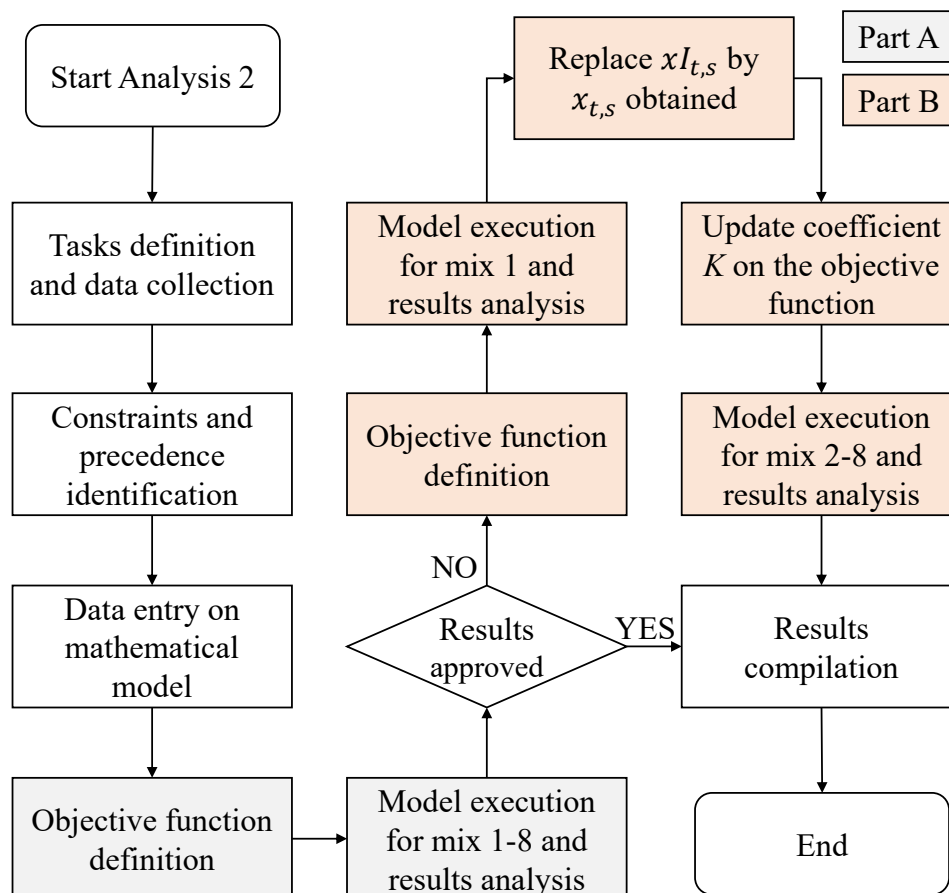 Start Analysis 2
Tasks definition
and data collection
Constraints and
precedence
identification
Data entry on
mathematical
model
Objective function
definition
Model execution
for mix 1-8 and
results analysis
Results
approved
NO
YES
Objective function
definition
Model execution
for mix 1 and
results analysis
Replace xI_{t,s} by
x_{t,s} obtained
Update coefficient
K on the objective
function
Model execution
for mix 2-8 and
results analysis
Results
compilation
End
Part A
Part B